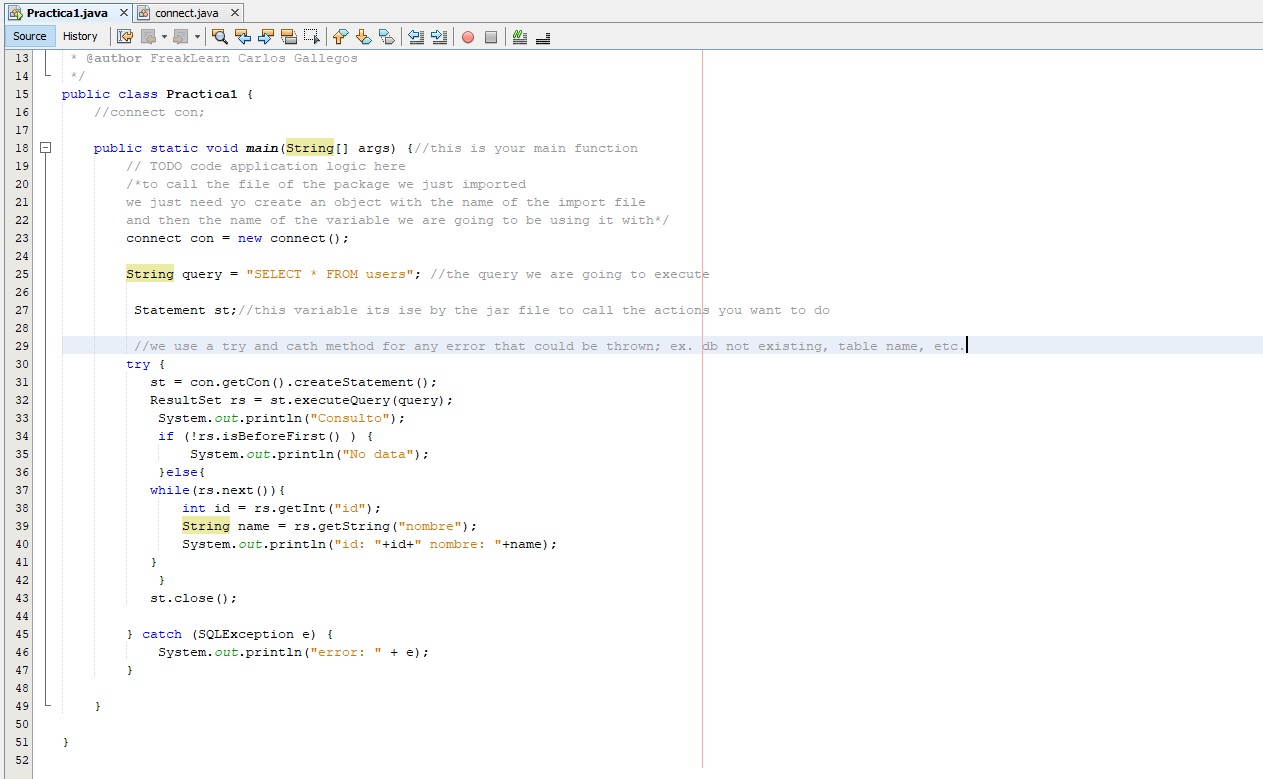 Practica1.java connect.java
Source History
13 * @author FreakLearn Carlos Gallegos
14 */
15 public class Practica1 {
16 //connect con;
17
18 public static void main(String[] args) {//this is your main function
19 // TODO code application logic here
20 /*to call the file of the package we just imported
21 we just need yo create an object with the name of the import file
22 and then the name of the variable we are going to be using it with*/
23 connect con = new connect();
24
25 String query = "SELECT * FROM users"; //the query we are going to execute
26
27 Statement st;//this variable its ise by the jar file to call the actions you want to do
28
29 //we use a try and cath method for any error that could be thrown; ex. db not existing, table name, etc.
30 try {
31 st = con.getCon().createStatement();
32 ResultSet rs = st.executeQuery(query);
33 System.out.println("Consulto");
34 if (!rs.isBeforeFirst() ) {
35 System.out.println("No data");
36 }else{
37 while(rs.next()){
38 int id = rs.getInt("id");
39 String name = rs.getString("nombre");
40 System.out.println("id: "+id+" nombre: "+name);
41 }
42 }
43 st.close();
44
45 } catch (SQLException e) {
46 System.out.println("error: " + e);
47 }
48
49 }
50
51 }
52